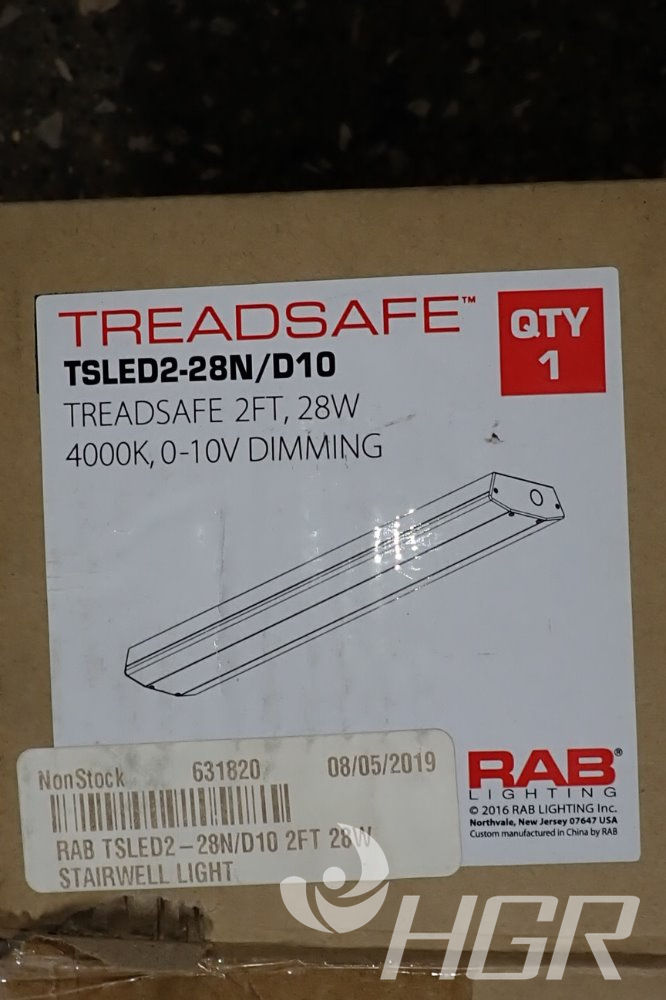 TREADSAFE™
QTY
1
TSLED2-28N/D10
TREADSAFE 2FT, 28W
4000K, 0-10V DIMMING
NonStock 631820 08/05/2019
RAB TSLED2-28N/D10 2FT 28W
STAIRWELL LIGHT
RAB®
LIGHTING
© 2016 RAB LIGHTING Inc.
Northvale, New Jersey 07647 USA
Custom manufactured in China by RAB
HGR